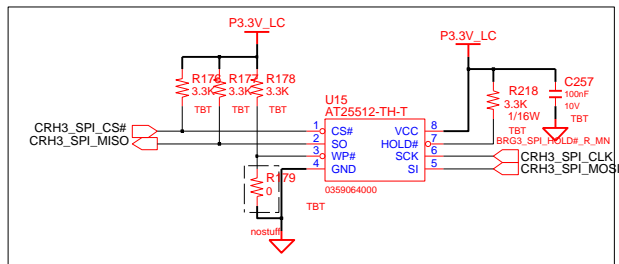 P3.3V_LC
P3.3V_LC
R176 R177 R178
3.3K 3.3K 3.3K
TBT TBT TBT
U15
AT25512-TH-T
R218
3.3K
1/16W
TBT
C257
100nF
10V
TBT
CRH3_SPI_CS#
CRH3_SPI_MISO
1 CS# VCC 8
2 SO HOLD# 7
3 WP# SCK 6
4 GND SI 5
BRG3_SPI_HOLD#_R_MN
CRH3_SPI_CLK
CRH3_SPI_MOSI
R179
0
TBT
0359064000
nostuff